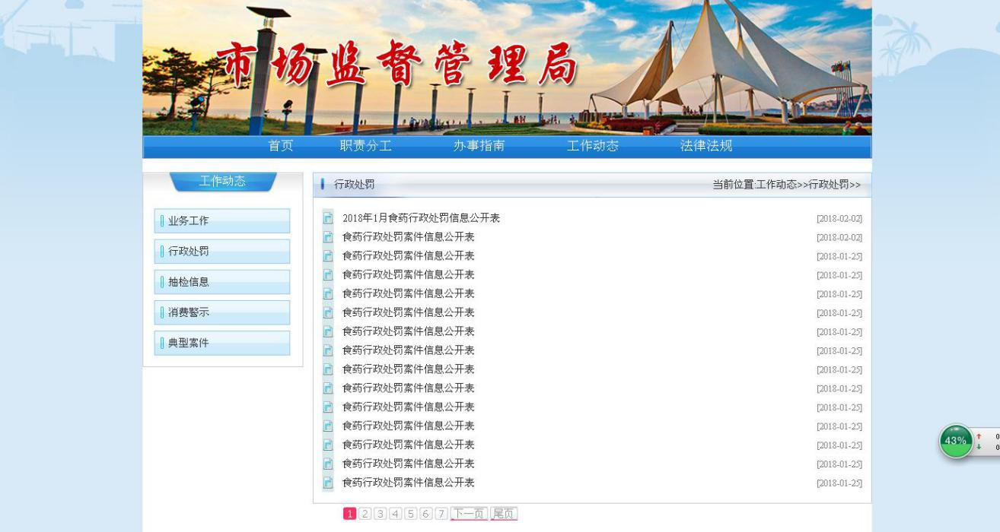 市场监督管理局
首页 职责分工 办事指南 工作动态 法律法规
工作动态
业务工作
行政处罚
抽检信息
消费警示
典型案件
行政处罚 当前位置:工作动态>>行政处罚>>
2018年1月食药行政处罚信息公开表 [2018-02-02]
食药行政处罚案件信息公开表 [2018-02-02]
食药行政处罚案件信息公开表 [2018-01-25]
食药行政处罚案件信息公开表 [2018-01-25]
食药行政处罚案件信息公开表 [2018-01-25]
食药行政处罚案件信息公开表 [2018-01-25]
食药行政处罚案件信息公开表 [2018-01-25]
食药行政处罚案件信息公开表 [2018-01-25]
食药行政处罚案件信息公开表 [2018-01-25]
食药行政处罚案件信息公开表 [2018-01-25]
食药行政处罚案件信息公开表 [2018-01-25]
食药行政处罚案件信息公开表 [2018-01-25]
食药行政处罚案件信息公开表 [2018-01-25]
食药行政处罚案件信息公开表 [2018-01-25]
食药行政处罚案件信息公开表 [2018-01-25]
1 2 3 4 5 6 7 下一页 尾页
43%
↑ 0
↓ 0